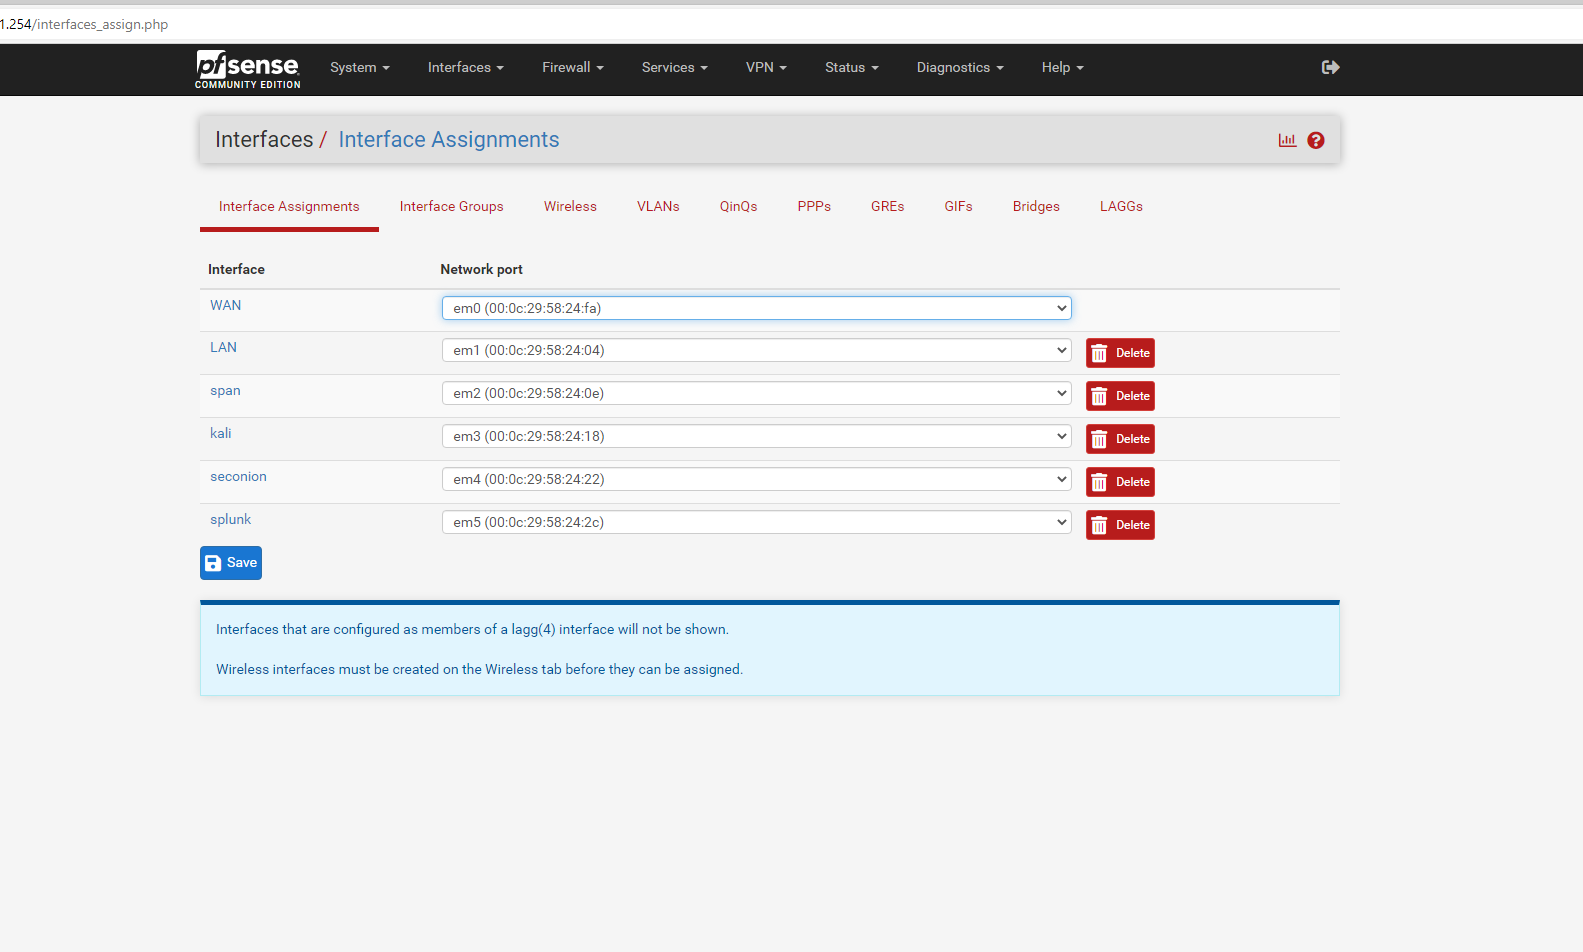 1.254/interfaces_assign.php
pfsense
COMMUNITY EDITION
System Interfaces Firewall Services VPN Status Diagnostics Help
Interfaces / Interface Assignments
Interface Assignments Interface Groups Wireless VLANs QinQs PPPs GREs GIFs Bridges LAGGs
Interface Network port
WAN em0 (00:0c:29:58:24:fa)
LAN em1 (00:0c:29:58:24:04) Delete
span em2 (00:0c:29:58:24:0e) Delete
kali em3 (00:0c:29:58:24:18) Delete
seconion em4 (00:0c:29:58:24:22) Delete
splunk em5 (00:0c:29:58:24:2c) Delete
Save
Interfaces that are configured as members of a lagg(4) interface will not be shown.
Wireless interfaces must be created on the Wireless tab before they can be assigned.